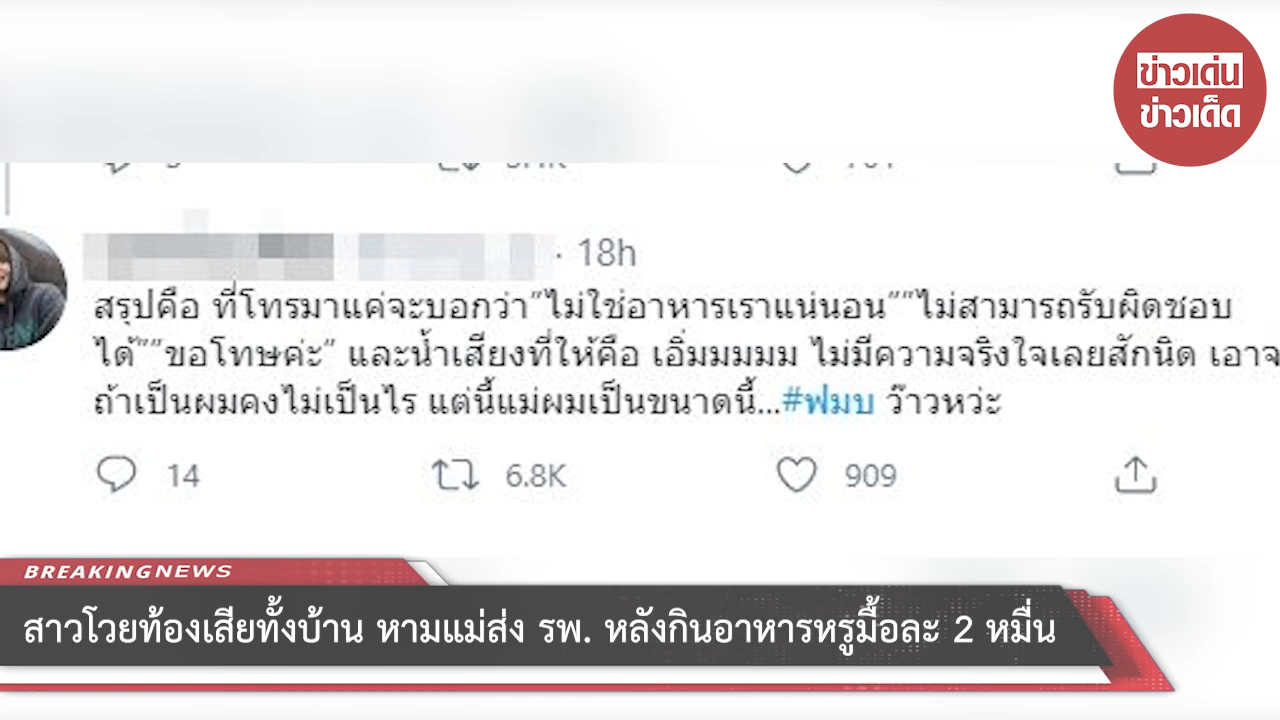 ข่าวเด่น
ข่าวเด็ด
· 18h
สรุปคือ ที่โทรมาแค่จะบอกว่า"ไม่ใช่อาหารเราแน่นอน""ไม่สามารถรับผิดชอบ
ได้""ขอโทษค่ะ" และน้ำเสียงที่ให้คือ เอิ่มมมมมม ไม่มีความจริงใจเลยสักนิด เอาจ
ถ้าเป็นผมคงไม่เป็นไร แต่นี้แม่ผมเป็นขนาดนี้...#ฟมบ ว๊าวหว่ะ
14 6.8K 909
BREAKINGNEWS
สาวโวยท้องเสียทั้งบ้าน หามแม่ส่ง รพ. หลังกินอาหารหรูมื้อละ 2 หมื่น